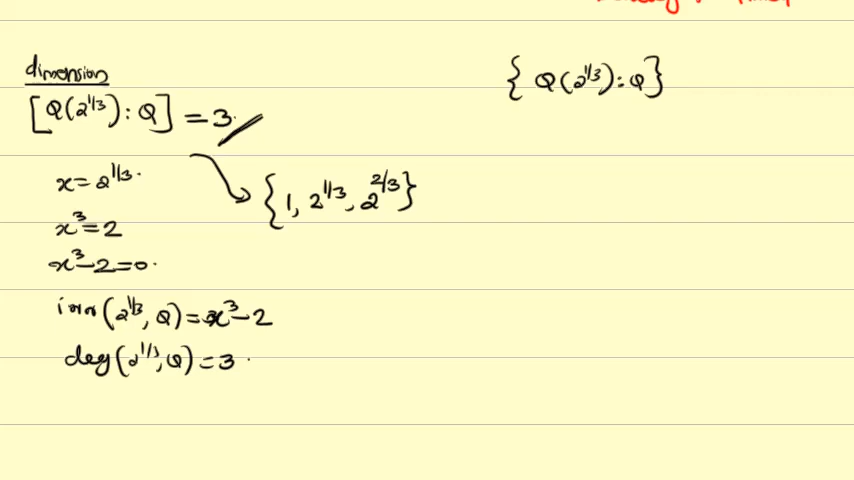 dimension
[Q(2^{1/3}) : Q] = 3
{ Q(2^{1/3}) : Q }
x = 2^{1/3}.
{1, 2^{1/3}, 2^{2/3}}
x^3 = 2
x^3 - 2 = 0.
irr(2^{1/3}, Q) = x^3 - 2
deg(2^{1/3}, Q) = 3.